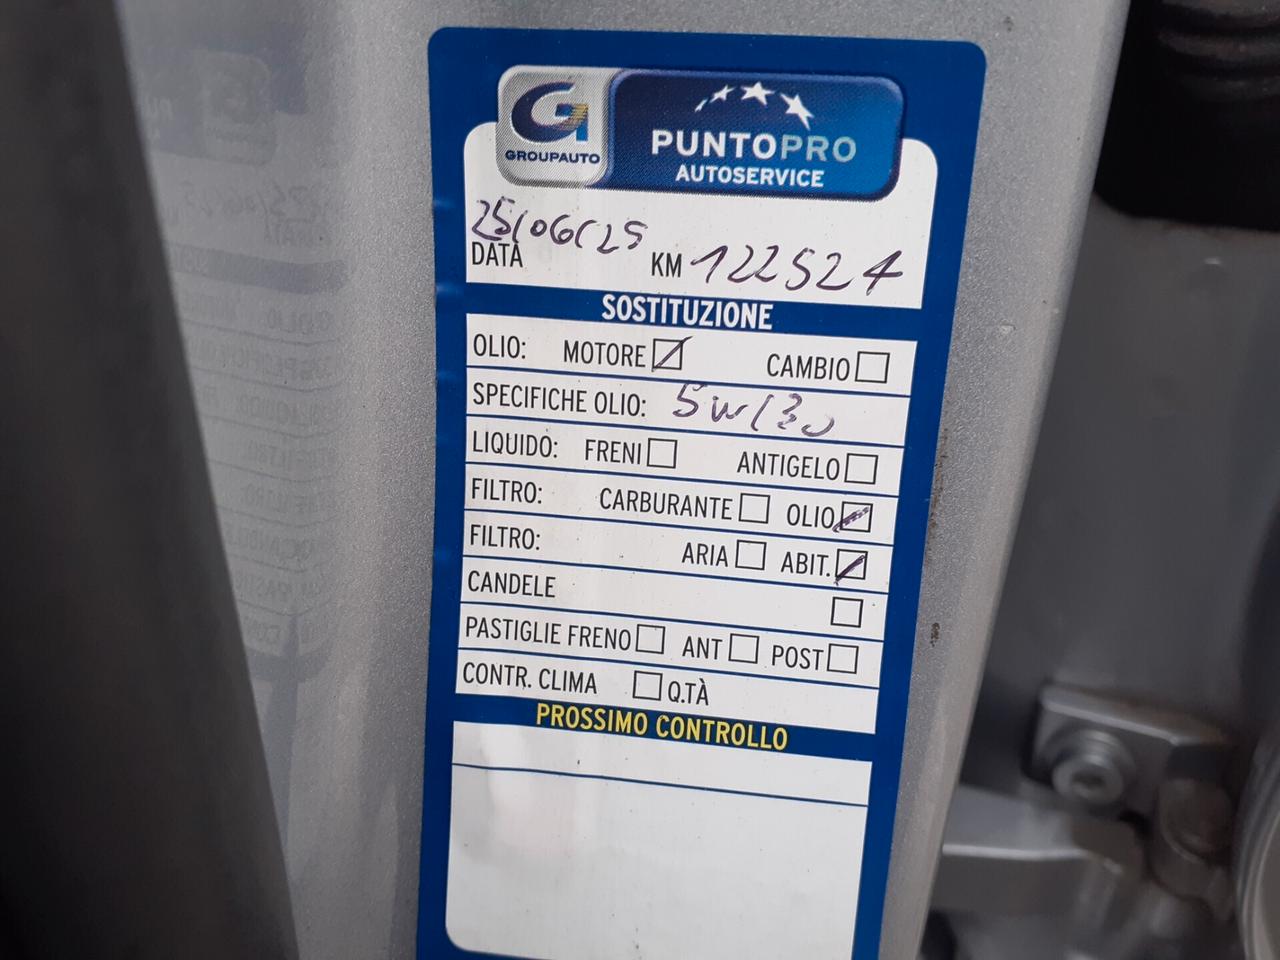 GROUPAUTO
PUNTOPRO
AUTOSERVICE
25/06/25
DATA KM 122524
SOSTITUZIONE
OLIO: MOTORE CAMBIO
SPECIFICHE OLIO: 5W/30
LIQUIDO: FRENI ANTIGELO
FILTRO: CARBURANTE OLIO
FILTRO: ARIA ABIT.
CANDELE
PASTIGLIE FRENO ANT POST
CONTR. CLIMA Q.TÀ
PROSSIMO CONTROLLO